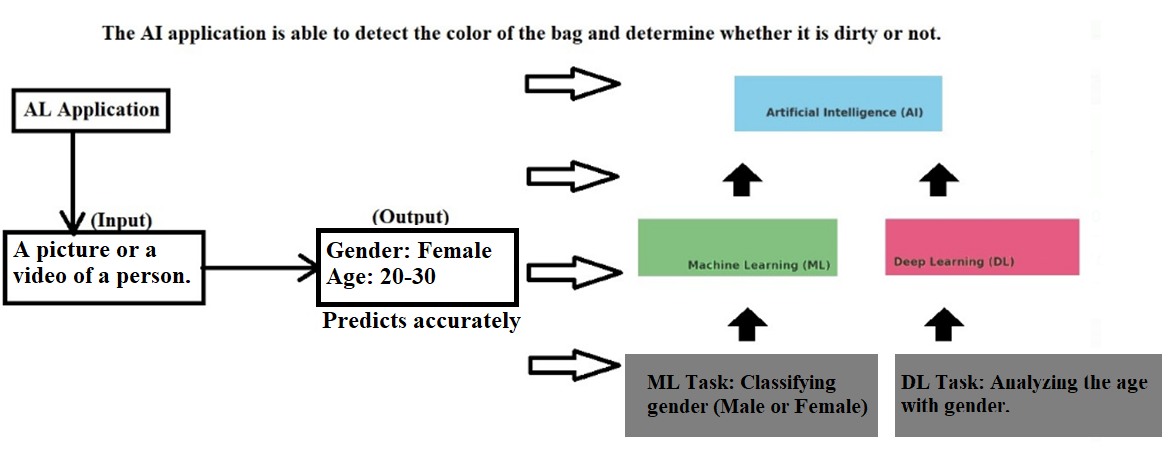 The AI application is able to detect the color of the bag and determine whether it is dirty or not.
AL Application
(Input)
A picture or a
video of a person.
(Output)
Gender: Female
Age: 20-30
Predicts accurately
Artificial Intelligence (AI)
Machine Learning (ML)
Deep Learning (DL)
ML Task: Classifying
gender (Male or Female)
DL Task: Analyzing the age
with gender.